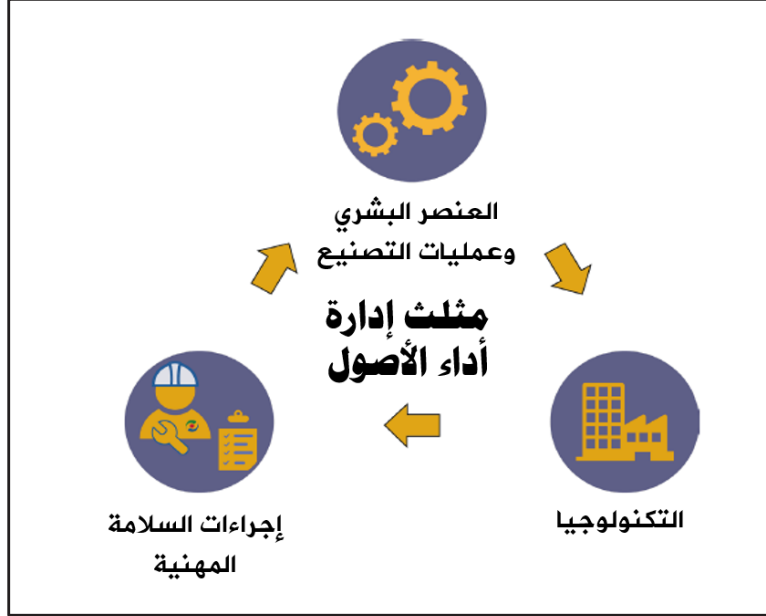 العنصر البشري
وعمليات التصنيع
مثلث إدارة
أداء الأصول
التكنولوجيا
إجراءات السلامة
المهنية